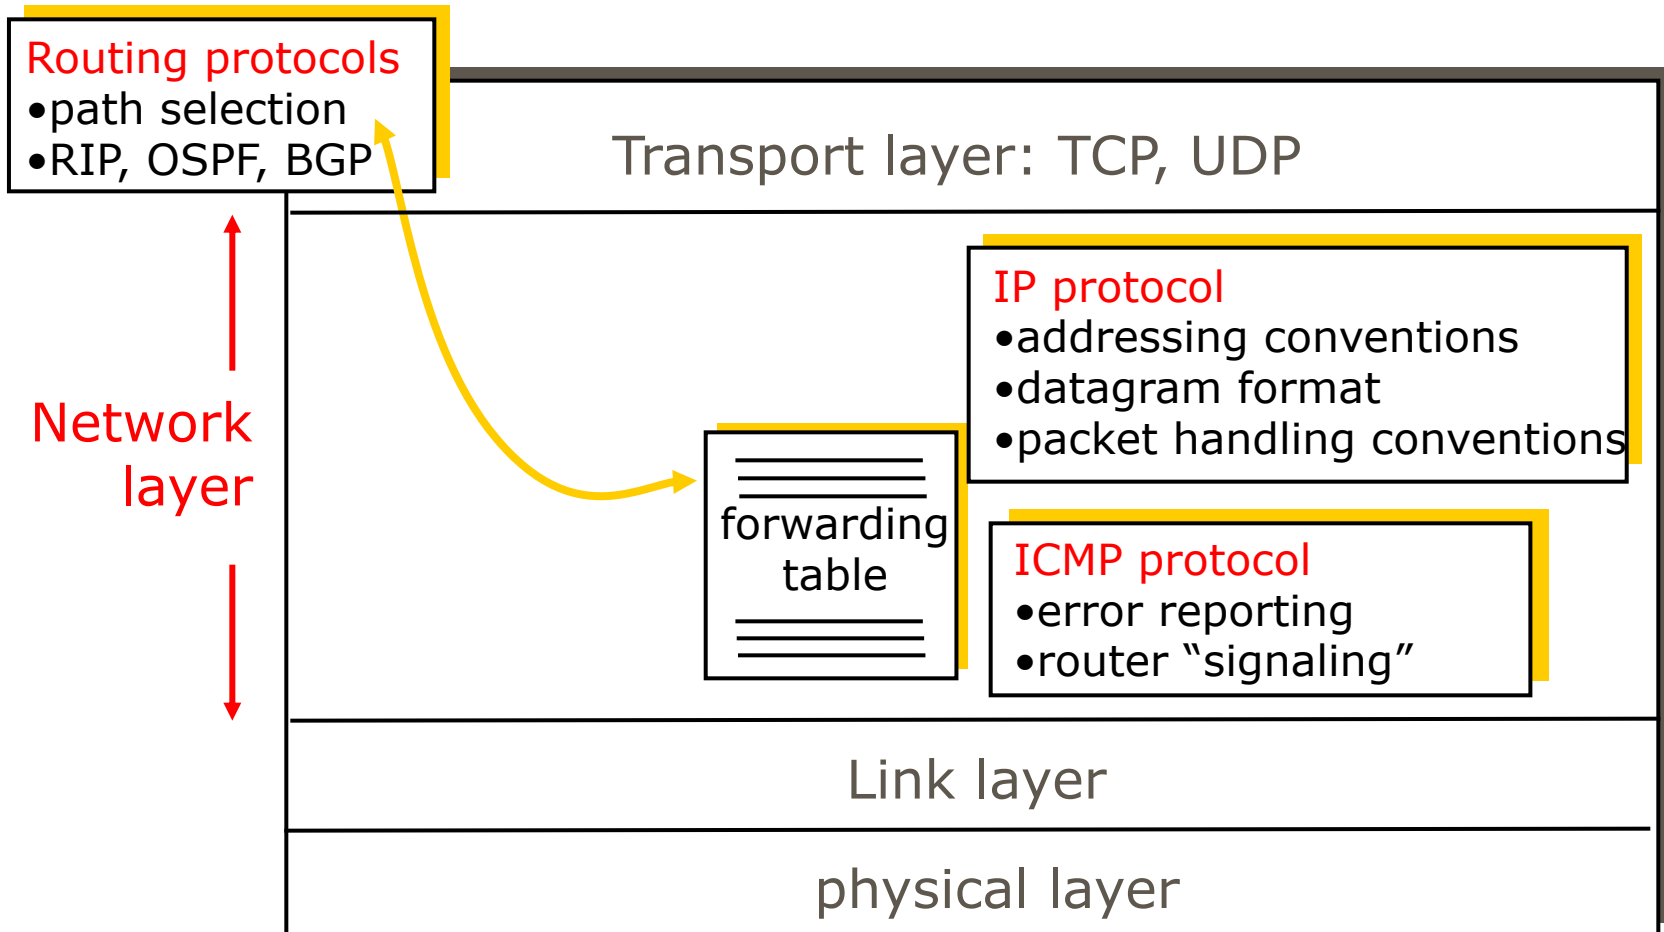 Routing protocols
•path selection
•RIP, OSPF, BGP
Transport layer: TCP, UDP
Network
layer
IP protocol
•addressing conventions
•datagram format
•packet handling conventions
forwarding
table
ICMP protocol
•error reporting
•router “signaling”
Link layer
physical layer